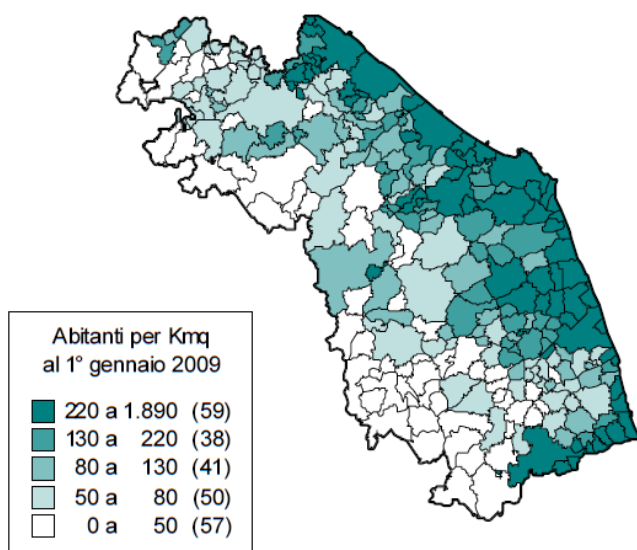 Abitanti per Kmq
al 1° gennaio 2009
220 a 1.890 (59)
130 a 220 (38)
80 a 130 (41)
50 a 80 (50)
0 a 50 (57)